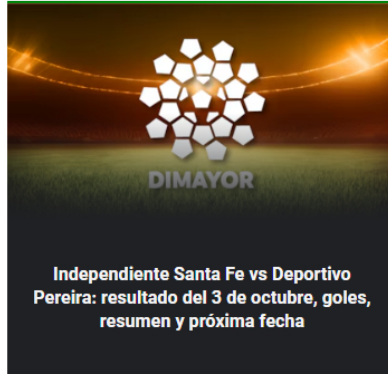 DIMAYOR
Independiente Santa Fe vs Deportivo
Pereira: resultado del 3 de octubre, goles,
resumen y próxima fecha